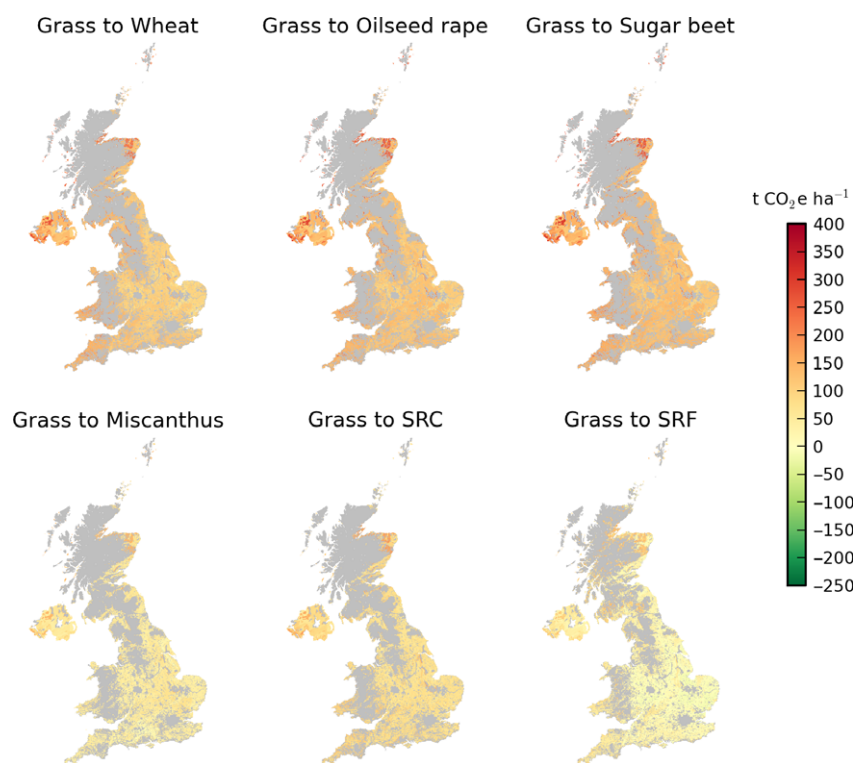 Grass to Wheat
Grass to Oilseed rape
Grass to Sugar beet
t CO₂e ha⁻¹
400
350
300
250
200
150
100
50
0
−50
−100
−150
−200
−250
Grass to Miscanthus
Grass to SRC
Grass to SRF